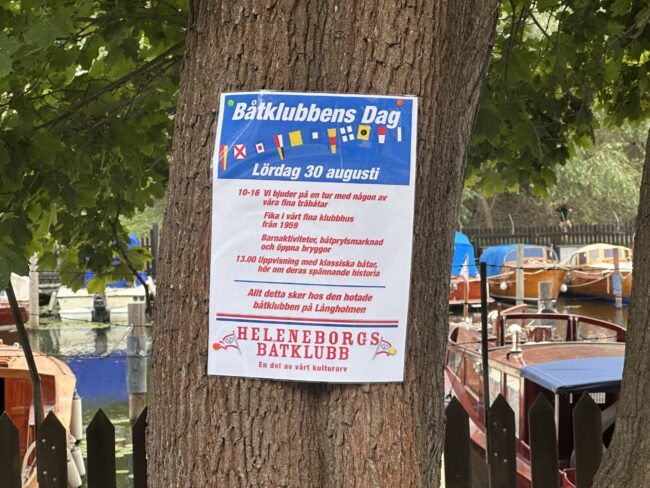 Båtklubbens Dag
Lördag 30 augusti
10-16 Vi bjuder på en tur med någon av
våra fina träbåtar
Fika i vårt fina klubbhus
från 1959
Barnaktiviteter, båtprylsmarknad
och öppna bryggor
13.00 Uppvisning med klassiska båtar,
hör om deras spännande historia
Allt detta sker hos den hotade
båtklubben på Långholmen
HELENEBORGS
BÅTKLUBB
En del av vårt kulturarv